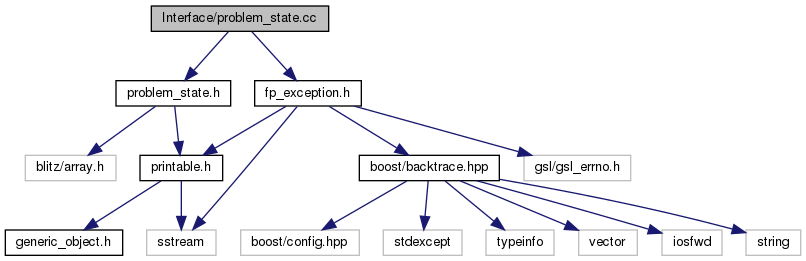 Interface/problem_state.cc
problem_state.h
fp_exception.h
blitz/array.h
printable.h
boost/backtrace.hpp
gsl/gsl_errno.h
generic_object.h
sstream
boost/config.hpp
stdexcept
typeinfo
vector
iosfwd
string